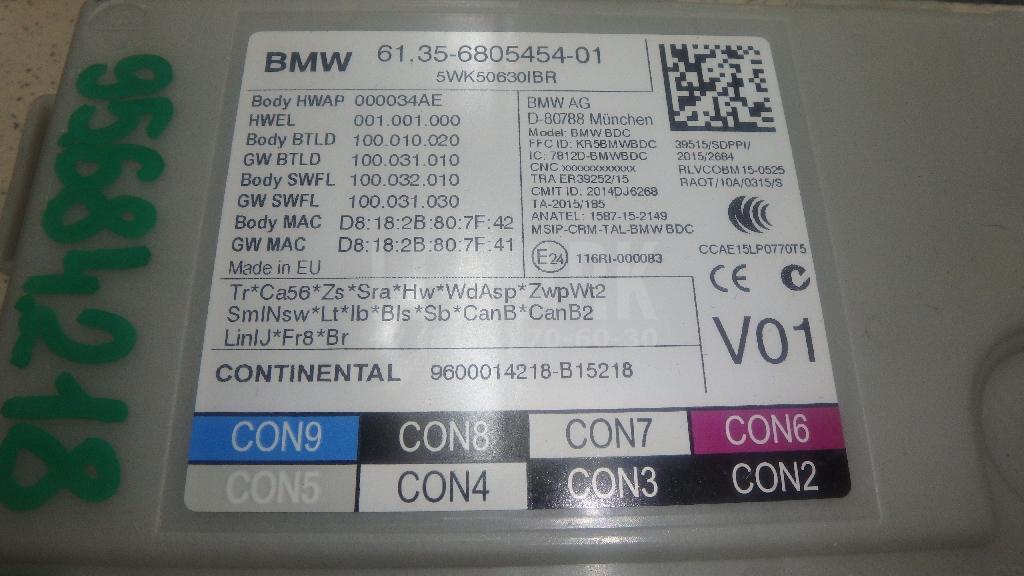 95684218
BMW 61.35-6805454-01
5WK50630IBR
Body HWAP 000034AE
HWEL 001.001.000
Body BTLD 100.010.020
GW BTLD 100.031.010
Body SWFL 100.032.010
GW SWFL 100.031.030
Body MAC D8:18:2B:80:7F:42
GW MAC D8:18:2B:80:7F:41
Made in EU
BMW AG
D-80788 München
Model: BMW BDC
FFC ID: KR5BMWBDC
IC: 7812D-BMWBDC
CNC xxxxxxxxxxxx
TRA ER39252/15
CMIT ID: 2014DJ6268
TA-2015/185
ANATEL: 1587-15-2149
MSIP-CRM-TAL-BMW BDC
E24 116RI-000083
39515/SDPPI/
2015/2684
RLVCOBM15-0525
RAOT/10A/0315/S
CCAE15LP0770T5
CE
V01
Tr*Ca56*Zs*Sra*Hw*WdAsp*ZwpWt2
SmlNsw*Lt*Ib*Bls*Sb*CanB*CanB2
LinIJ*Fr8*Br
CONTINENTAL 9600014218-B15218
CON9 CON8 CON7 CON6
CON5 CON4 CON3 CON2